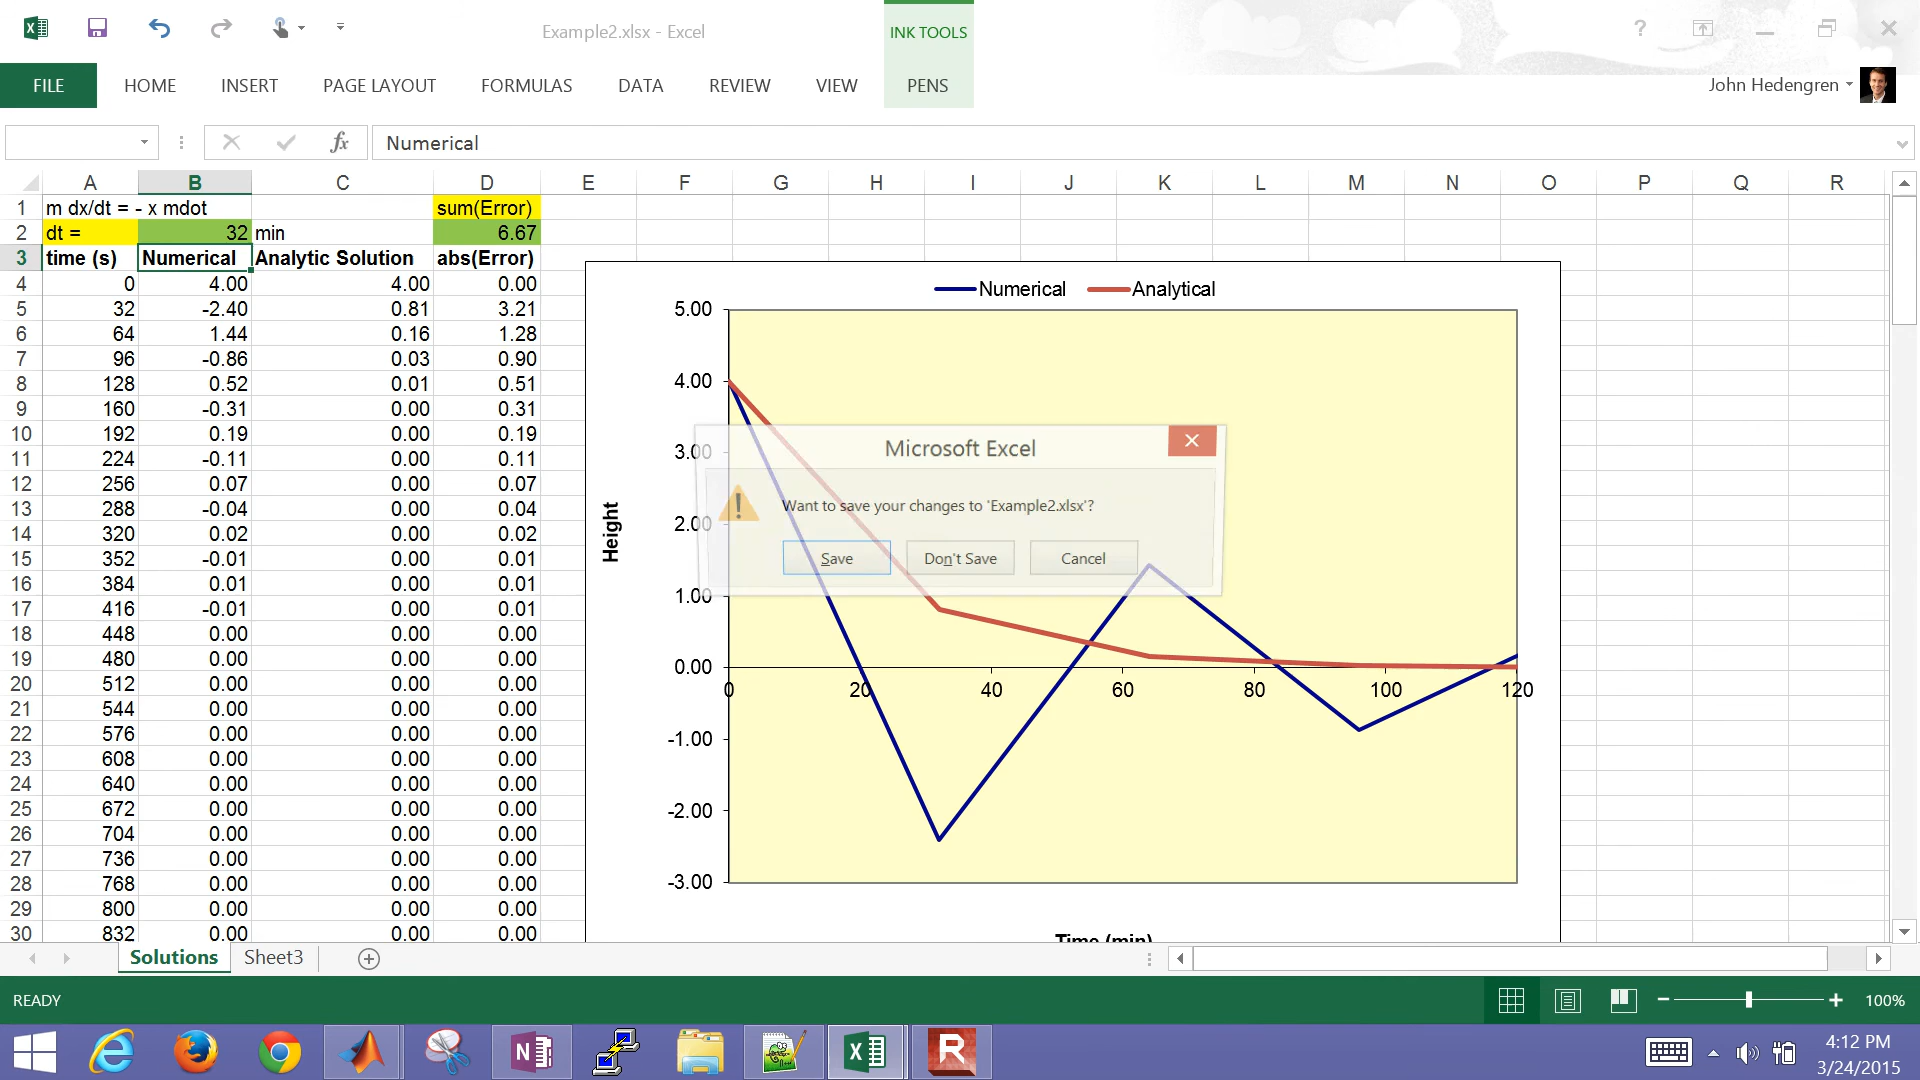 Example2.xlsx - Excel
INK TOOLS
?
FILE HOME INSERT PAGE LAYOUT FORMULAS DATA REVIEW VIEW PENS
John Hedengren
fx Numerical
A B C D E F G H I J K L M N O P Q R
1 m dx/dt = - x mdot sum(Error)
2 dt = 32 min 6.67
3 time (s) Numerical Analytic Solution abs(Error)
4 0 4.00 4.00 0.00
5 32 -2.40 0.81 3.21
6 64 1.44 0.16 1.28
7 96 -0.86 0.03 0.90
8 128 0.52 0.01 0.51
9 160 -0.31 0.00 0.31
10 192 0.19 0.00 0.19
11 224 -0.11 0.00 0.11
12 256 0.07 0.00 0.07
13 288 -0.04 0.00 0.04
14 320 0.02 0.00 0.02
15 352 -0.01 0.00 0.01
16 384 0.01 0.00 0.01
17 416 -0.01 0.00 0.01
18 448 0.00 0.00 0.00
19 480 0.00 0.00 0.00
20 512 0.00 0.00 0.00
21 544 0.00 0.00 0.00
22 576 0.00 0.00 0.00
23 608 0.00 0.00 0.00
24 640 0.00 0.00 0.00
25 672 0.00 0.00 0.00
26 704 0.00 0.00 0.00
27 736 0.00 0.00 0.00
28 768 0.00 0.00 0.00
29 800 0.00 0.00 0.00
30 832 0.00 0.00 0.00
Numerical Analytical
5.00
4.00
3.00
2.00
1.00
0.00
-1.00
-2.00
-3.00
0 20 40 60 80 100 120
Height
Time (min)
Microsoft Excel
Want to save your changes to 'Example2.xlsx'?
Save Don't Save Cancel
Solutions Sheet3
READY
100%
4:12 PM
3/24/2015